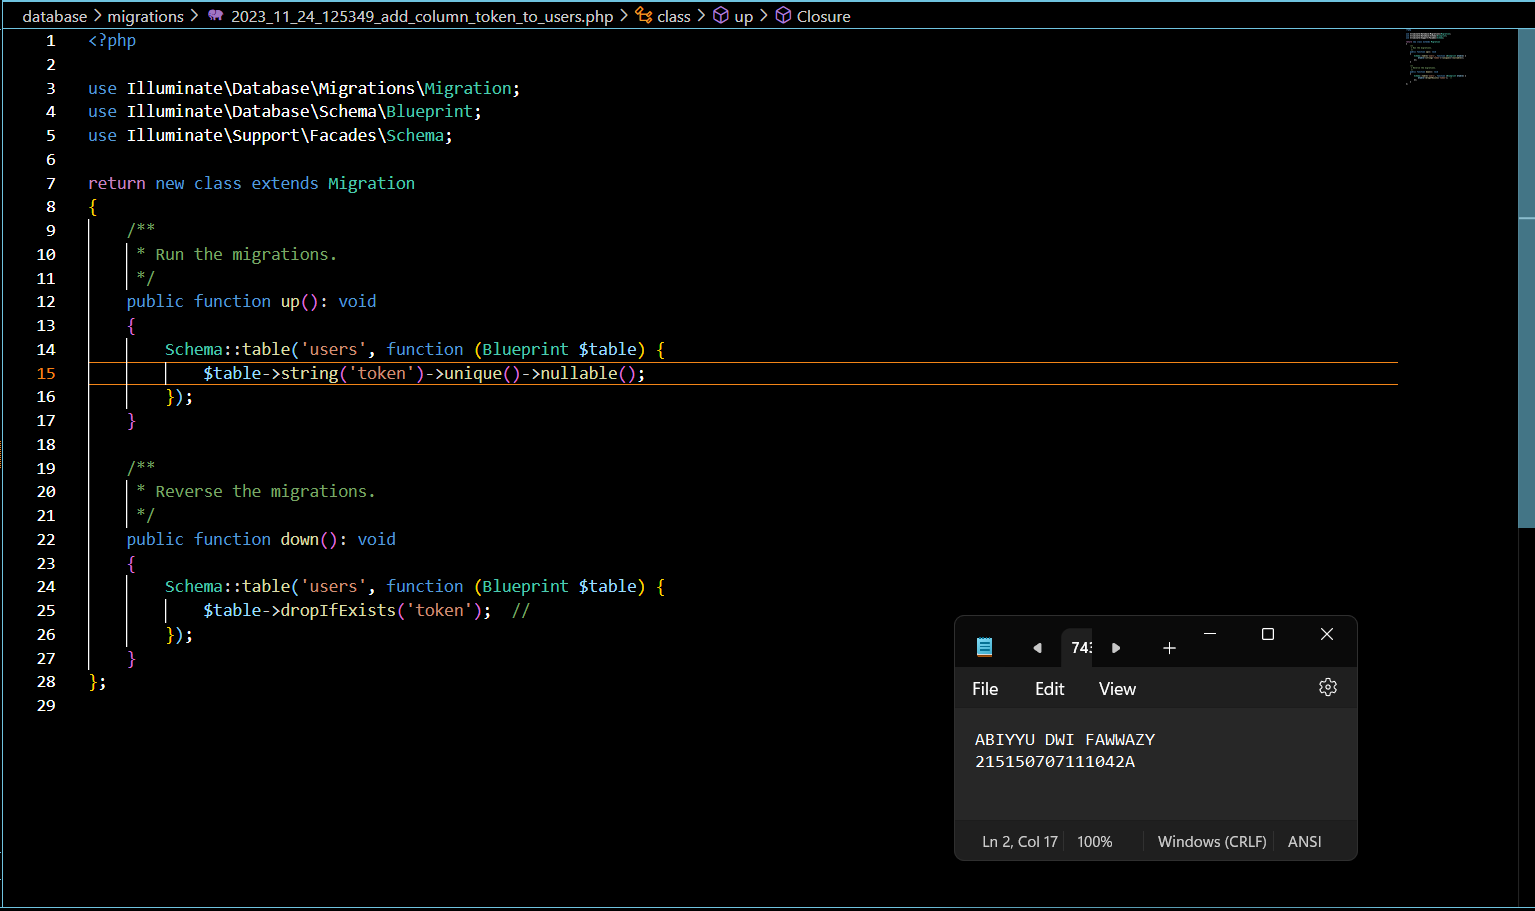 database > migrations > 2023_11_24_125349_add_column_token_to_users.php > class > up > Closure
1 <?php
2
3 use Illuminate\Database\Migrations\Migration;
4 use Illuminate\Database\Schema\Blueprint;
5 use Illuminate\Support\Facades\Schema;
6
7 return new class extends Migration
8 {
9     /**
10      * Run the migrations.
11      */
12     public function up(): void
13     {
14         Schema::table('users', function (Blueprint $table) {
15             $table->string('token')->unique()->nullable();
16         });
17     }
18
19     /**
20      * Reverse the migrations.
21      */
22     public function down(): void
23     {
24         Schema::table('users', function (Blueprint $table) {
25             $table->dropIfExists('token');  //
26         });
27     }
28 };
29
File Edit View
ABIYYU DWI FAWWAZY
215150707111042A
Ln 2, Col 17 100% Windows (CRLF) ANSI